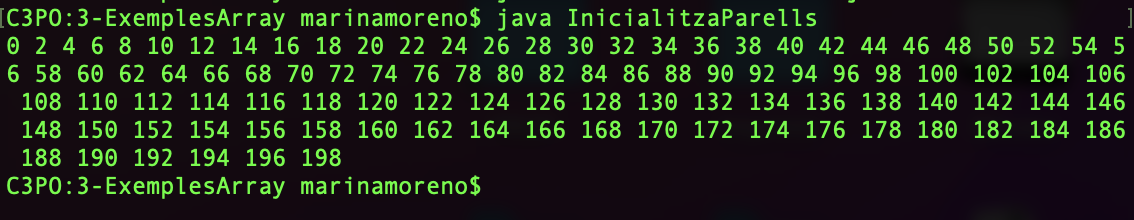 [C3PO:3-ExemplesArray marinamoreno$ java InicialitzaParells ]
0 2 4 6 8 10 12 14 16 18 20 22 24 26 28 30 32 34 36 38 40 42 44 46 48 50 52 54 5
6 58 60 62 64 66 68 70 72 74 76 78 80 82 84 86 88 90 92 94 96 98 100 102 104 106
108 110 112 114 116 118 120 122 124 126 128 130 132 134 136 138 140 142 144 146
148 150 152 154 156 158 160 162 164 166 168 170 172 174 176 178 180 182 184 186
188 190 192 194 196 198
C3PO:3-ExemplesArray marinamoreno$